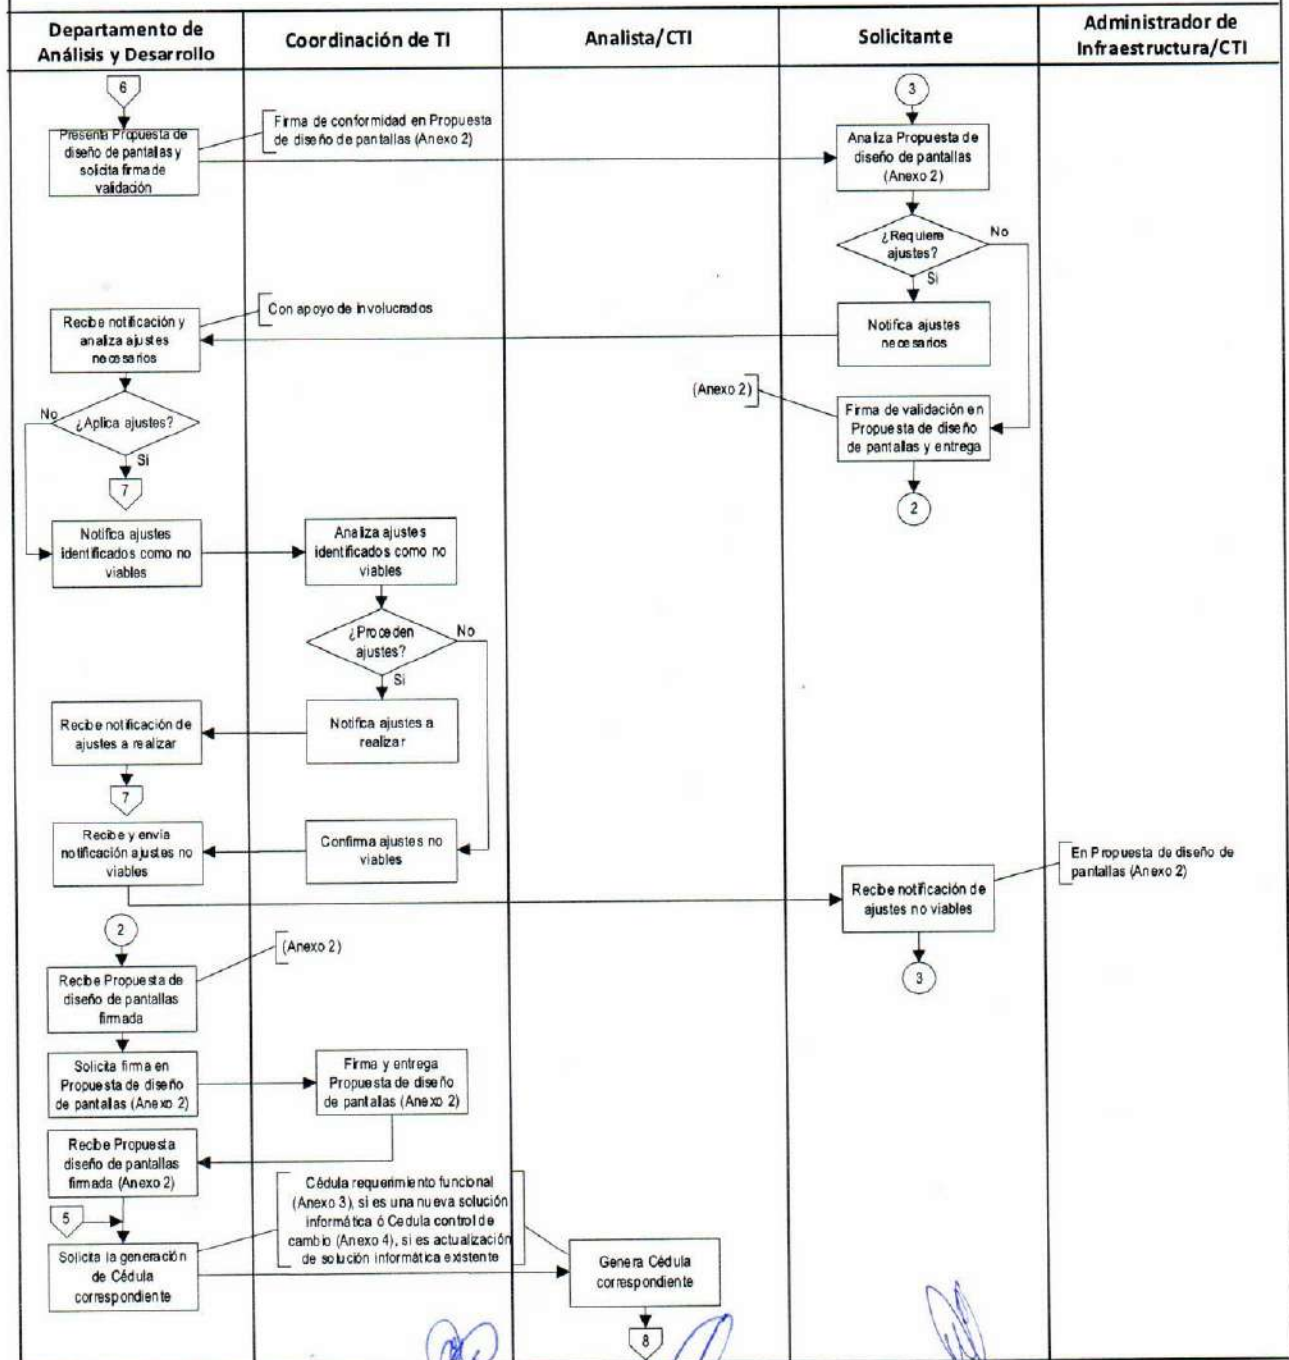 Departamento de
Análisis y Desarrollo
Coordinación de TI
Analista/CTI
Solicitante
Administrador de
Infraestructura/CTI
6
Presenta Propuesta de
diseño de pantallas y
solicita firma de
validación
Firma de conformidad en Propuesta
de diseño de pantallas (Anexo 2)
3
Analiza Propuesta de
diseño de pantallas
(Anexo 2)
¿Requiere
ajustes?
No
Si
Notifica ajustes
necesarios
Con apoyo de involucrados
Recibe notificación y
analiza ajustes
necesarios
(Anexo 2)
Firma de validación en
Propuesta de diseño
de pantallas y entrega
2
No
¿Aplica ajustes?
Si
7
Notifica ajustes
identificados como no
viables
Analiza ajustes
identificados como no
viables
¿Proceden
ajustes?
No
Si
Notifica ajustes a
realizar
Recibe notificación de
ajustes a realizar
7
Recibe y envia
notificación ajustes no
viables
Confirma ajustes no
viables
En Propuesta de diseño de
pantallas (Anexo 2)
Recibe notificación de
ajustes no viables
3
2
(Anexo 2)
Recibe Propuesta de
diseño de pantallas
firmada
Solicita firma en
Propuesta de diseño
de pantallas (Anexo 2)
Firma y entrega
Propuesta de diseño
de pantallas (Anexo 2)
Recibe Propuesta
diseño de pantallas
firmada (Anexo 2)
Cédula requerimiento funcional
(Anexo 3), si es una nueva solución
informática ó Cedula control de
cambio (Anexo 4), si es actualización
de solución informática existente
5
Solicita la generación
de Cédula
correspondiente
Genera Cédula
correspondiente
8